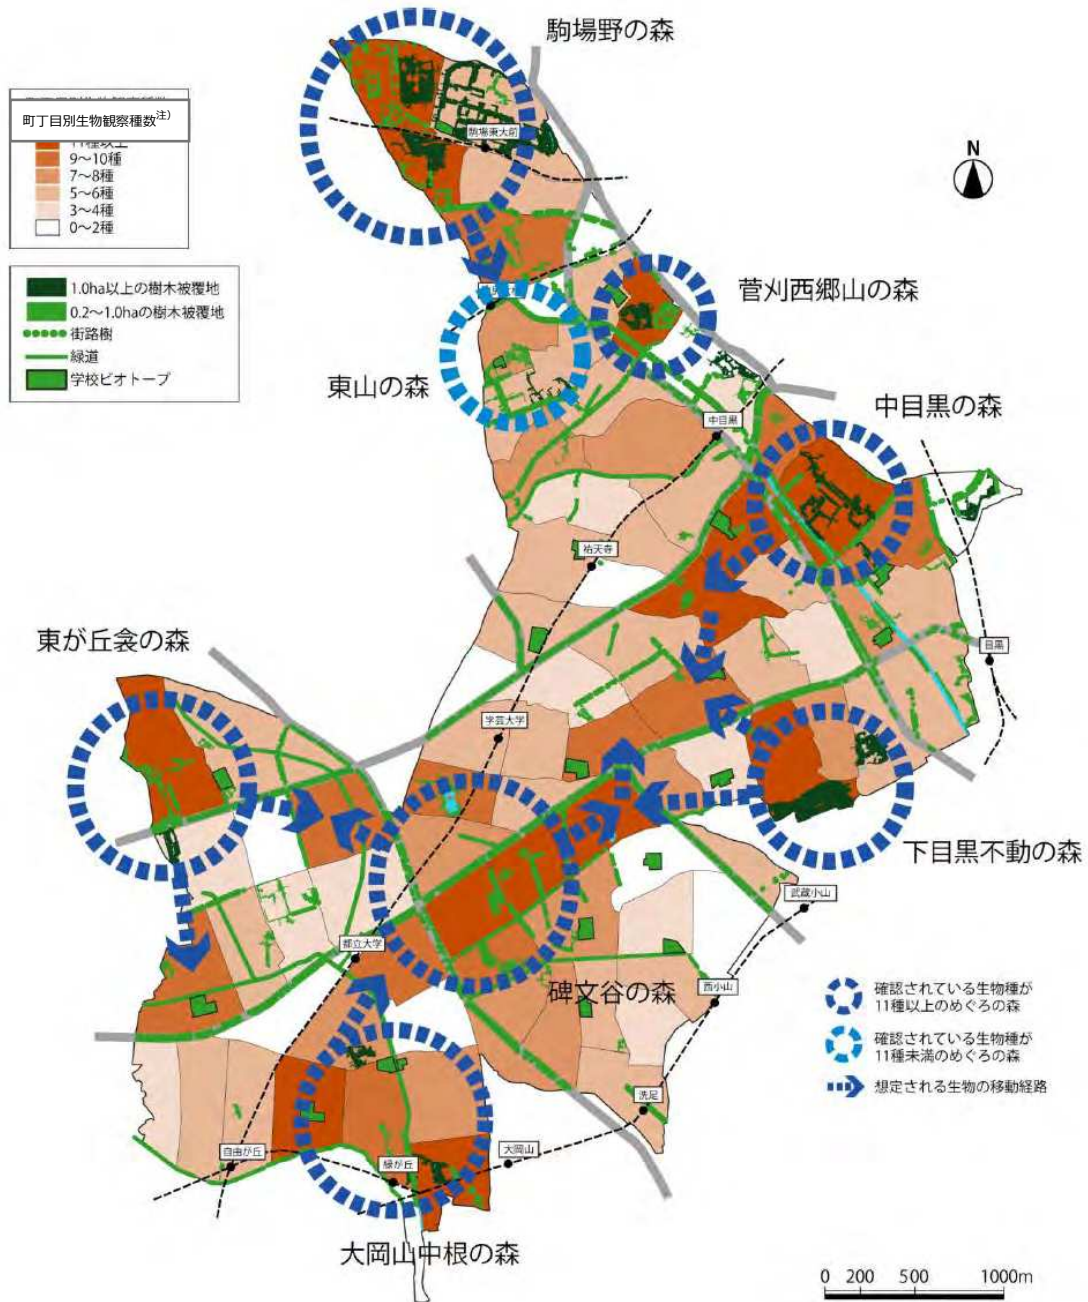 駒場野の森
町丁目別生物観察種数注)
11種以上
9～10種
7～8種
5～6種
3～4種
0～2種
駒場東大前
N
1.0ha以上の樹木被覆地
0.2～1.0haの樹木被覆地
街路樹
緑道
学校ビオトープ
菅刈西郷山の森
東山の森
中目黒の森
中目黒
祐天寺
東が丘衾の森
目黒
学芸大学
下目黒不動の森
武蔵小山
都立大学
碑文谷の森
西小山
確認されている生物種が
11種以上のめぐろの森
確認されている生物種が
11種未満のめぐろの森
想定される生物の移動経路
洗足
自由が丘
緑が丘
大岡山
大岡山中根の森
0 200 500 1000m